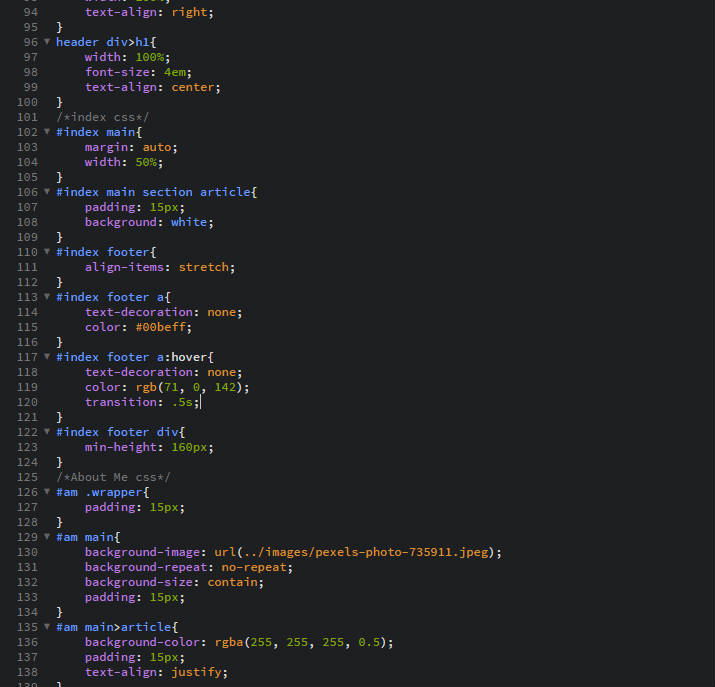 94 text-align: right;
95 }
96 header div>h1{
97 width: 100%;
98 font-size: 4em;
99 text-align: center;
100 }
101 /*index css*/
102 #index main{
103 margin: auto;
104 width: 50%;
105 }
106 #index main section article{
107 padding: 15px;
108 background: white;
109 }
110 #index footer{
111 align-items: stretch;
112 }
113 #index footer a{
114 text-decoration: none;
115 color: #00beff;
116 }
117 #index footer a:hover{
118 text-decoration: none;
119 color: rgb(71, 0, 142);
120 transition: .5s;
121 }
122 #index footer div{
123 min-height: 160px;
124 }
125 /*About Me css*/
126 #am .wrapper{
127 padding: 15px;
128 }
129 #am main{
130 background-image: url(../images/pexels-photo-735911.jpeg);
131 background-repeat: no-repeat;
132 background-size: contain;
133 padding: 15px;
134 }
135 #am main>article{
136 background-color: rgba(255, 255, 255, 0.5);
137 padding: 15px;
138 text-align: justify;